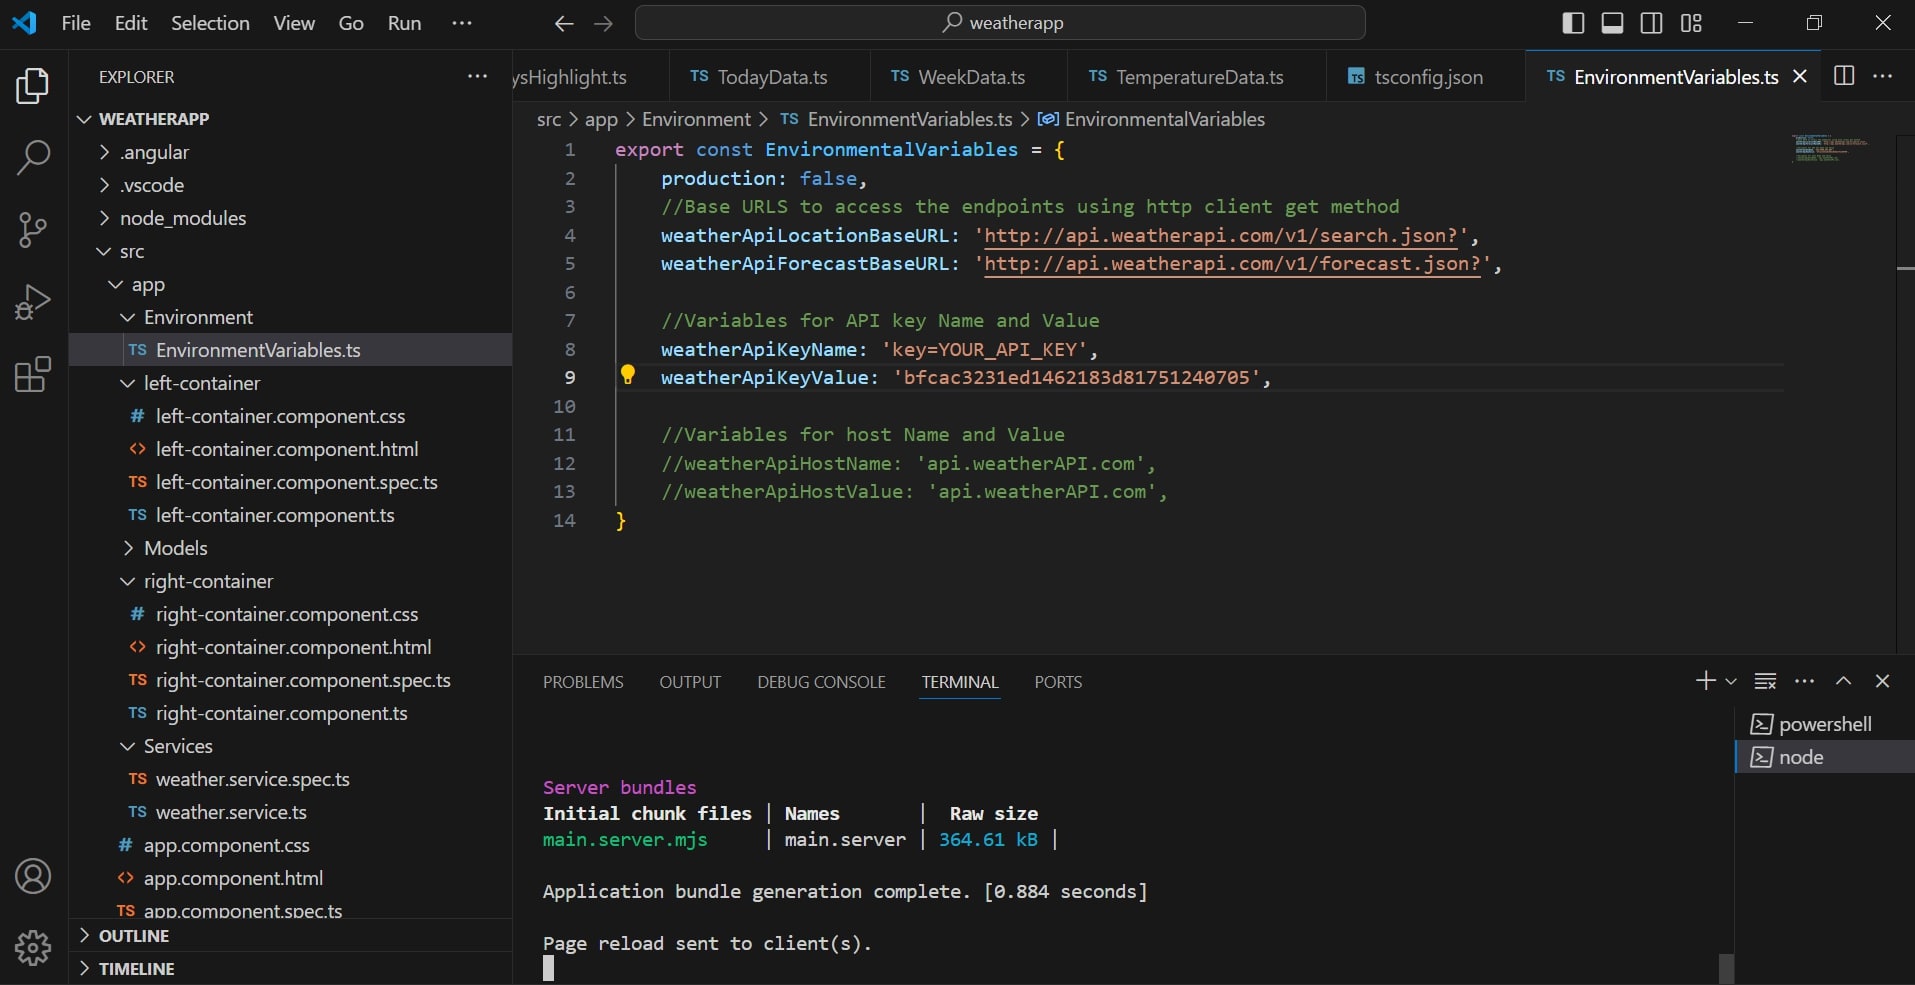 File Edit Selection View Go Run ...
weatherapp
EXPLORER
WEATHERAPP
.angular
.vscode
node_modules
src
app
Environment
TS EnvironmentVariables.ts
left-container
# left-container.component.css
<> left-container.component.html
TS left-container.component.spec.ts
TS left-container.component.ts
Models
right-container
# right-container.component.css
<> right-container.component.html
TS right-container.component.spec.ts
TS right-container.component.ts
Services
TS weather.service.spec.ts
TS weather.service.ts
# app.component.css
<> app.component.html
TS app.component.spec.ts
OUTLINE
TIMELINE
ysHighlight.ts TS TodayData.ts TS WeekData.ts TS TemperatureData.ts TS tsconfig.json TS EnvironmentVariables.ts
src > app > Environment > TS EnvironmentVariables.ts > EnvironmentalVariables
1 export const EnvironmentalVariables = {
2 production: false,
3 //Base URLS to access the endpoints using http client get method
4 weatherApiLocationBaseURL: 'http://api.weatherapi.com/v1/search.json?',
5 weatherApiForecastBaseURL: 'http://api.weatherapi.com/v1/forecast.json?',
6
7 //Variables for API key Name and Value
8 weatherApiKeyName: 'key=YOUR_API_KEY',
9 weatherApiKeyValue: 'bfcac3231ed1462183d81751240705',
10
11 //Variables for host Name and Value
12 //weatherApiHostName: 'api.weatherAPI.com',
13 //weatherApiHostValue: 'api.weatherAPI.com',
14 }
PROBLEMS OUTPUT DEBUG CONSOLE TERMINAL PORTS
Server bundles
Initial chunk files | Names | Raw size
main.server.mjs | main.server | 364.61 kB |
Application bundle generation complete. [0.884 seconds]
Page reload sent to client(s).
powershell
node